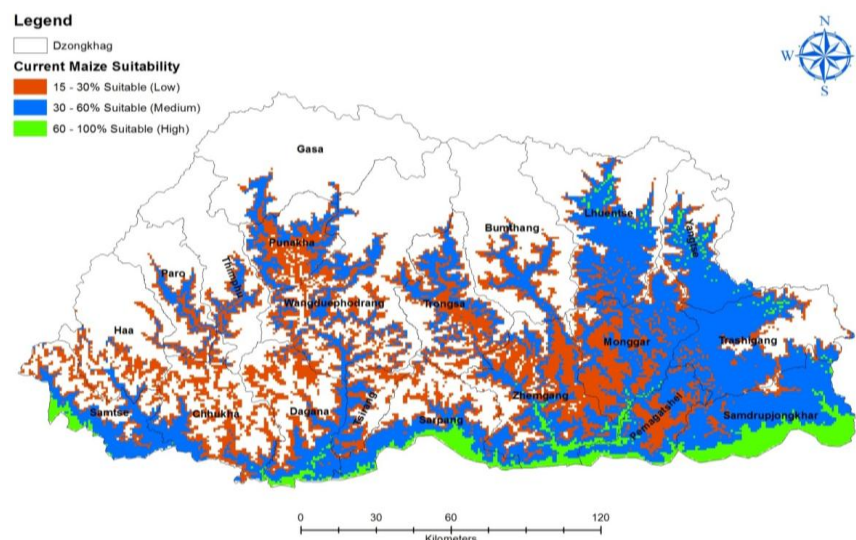 Legend
Dzongkhag
Current Maize Suitability
15 - 30% Suitable (Low)
30 - 60% Suitable (Medium)
60 - 100% Suitable (High)
N
W
E
S
Gasa
Lhuentse
Yangtse
Bumthang
Punakha
Paro
Thimphu
Wangduephodrang
Trongsa
Haa
Monggar
Trashigang
Zhemgang
Samtse
Chhukha
Dagana
Tsirang
Sarpang
Pemagatshel
Samdrupjongkhar
0 30 60 120
Kilometers